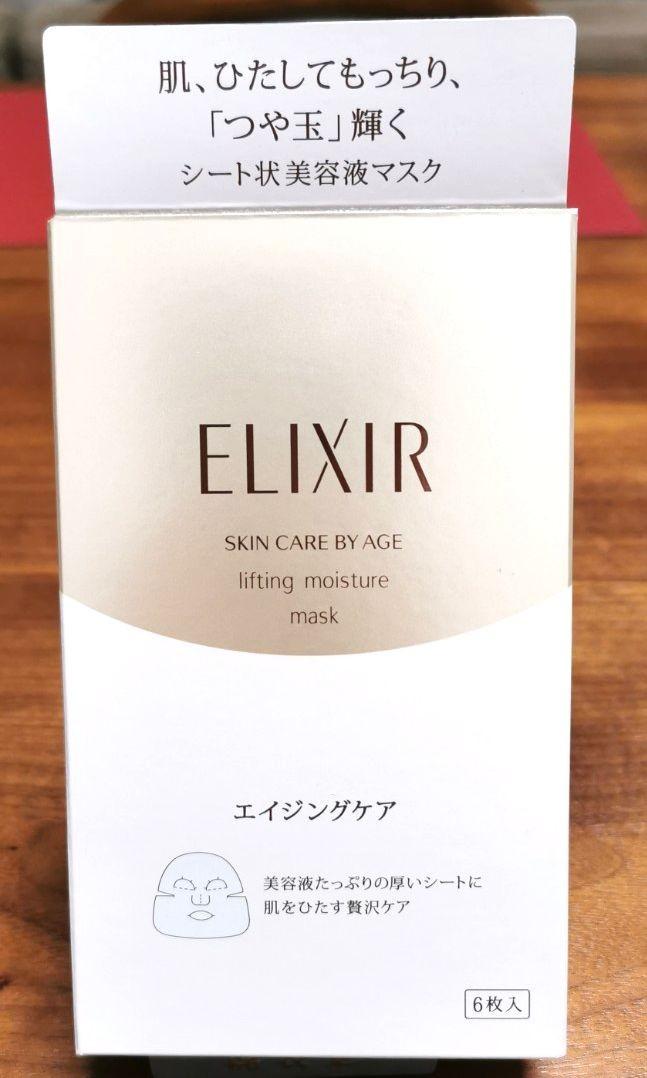 肌、ひたしてもっちり、
「つや玉」輝く
シート状美容液マスク
ELIXIR
SKIN CARE BY AGE
lifting moisture
mask
エイジングケア
美容液たっぷりの厚いシートに
肌をひたす贅沢ケア
6枚入